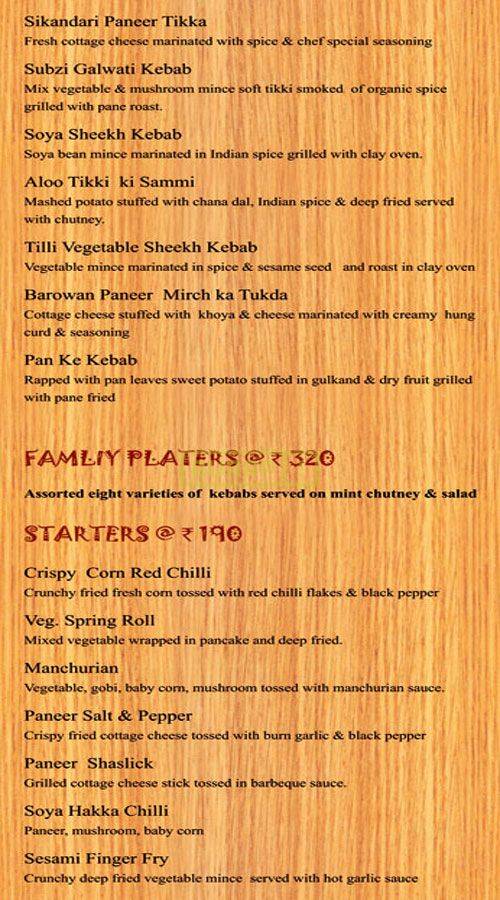 Sikandari Paneer Tikka
Fresh cottage cheese marinated with spice & chef special seasoning
Subzi Galwati Kebab
Mix vegetable & mushroom mince soft tikki smoked of organic spice
grilled with pane roast.
Soya Sheekh Kebab
Soya bean mince marinated in Indian spice grilled with clay oven.
Aloo Tikki ki Sammi
Mashed potato stuffed with chana dal, Indian spice & deep fried served
with chutney.
Tilli Vegetable Sheekh Kebab
Vegetable mince marinated in spice & sesame seed and roast in clay oven
Barowan Paneer Mirch ka Tukda
Cottage cheese stuffed with khoya & cheese marinated with creamy hung
curd & seasoning
Pan Ke Kebab
Rapped with pan leaves sweet potato stuffed in gulkand & dry fruit grilled
with pane fried
FAMLIY PLATERS @ ₹ 320
Assorted eight varieties of kebabs served on mint chutney & salad
STARTERS @ ₹ 190
Crispy Corn Red Chilli
Crunchy fried fresh corn tossed with red chilli flakes & black pepper
Veg. Spring Roll
Mixed vegetable wrapped in pancake and deep fried.
Manchurian
Vegetable, gobi, baby corn, mushroom tossed with manchurian sauce.
Paneer Salt & Pepper
Crispy fried cottage cheese tossed with burn garlic & black pepper
Paneer Shaslick
Grilled cottage cheese stick tossed in barbeque sauce.
Soya Hakka Chilli
Paneer, mushroom, baby corn
Sesami Finger Fry
Crunchy deep fried vegetable mince served with hot garlic sauce